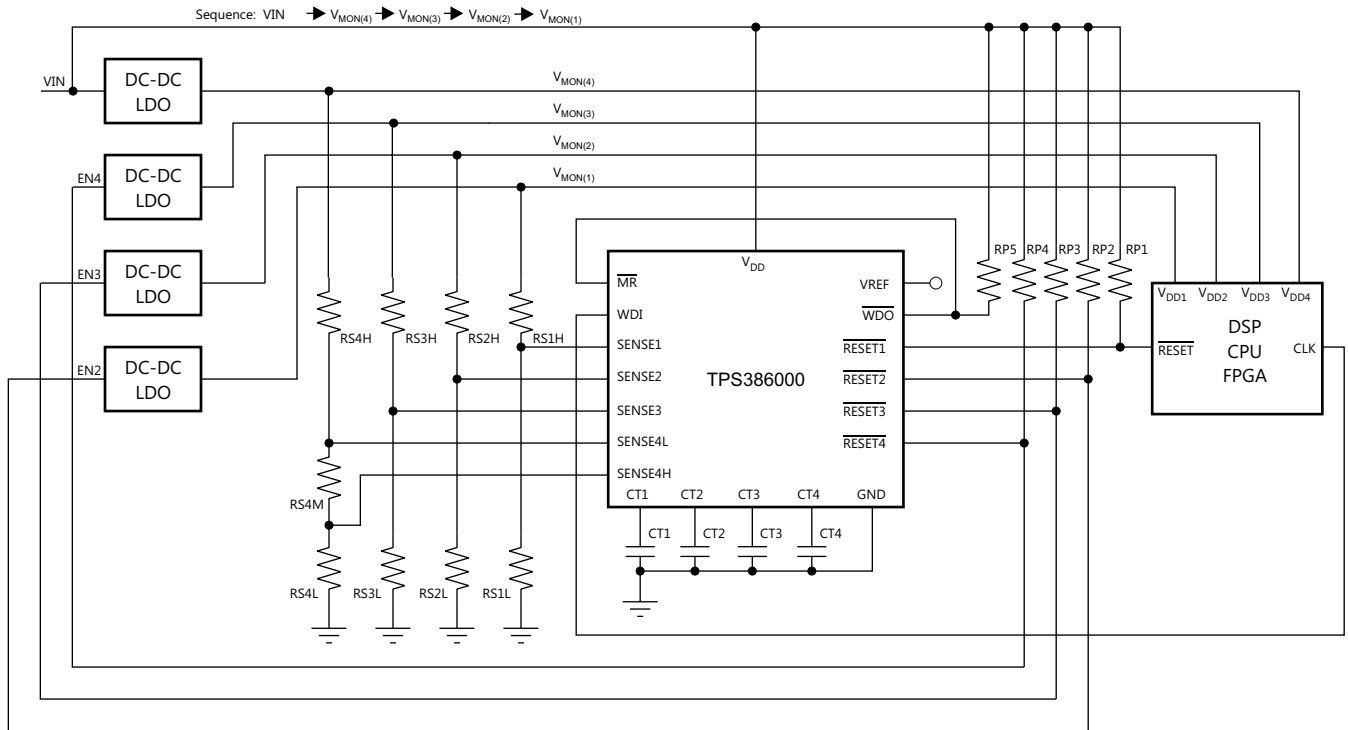 Sequence: VIN → VMON(4) → VMON(3) → VMON(2) → VMON(1)
VIN
DC-DC
LDO
VMON(4)
VMON(3)
EN4
DC-DC
LDO
VMON(2)
VMON(1)
EN3
DC-DC
LDO
EN2
DC-DC
LDO
RS4H
RS3H
RS2H
RS1H
RS4M
RS4L
RS3L
RS2L
RS1L
VDD
MR
WDI
SENSE1
SENSE2
SENSE3
SENSE4L
SENSE4H
TPS386000
VREF
WDO
RESET1
RESET2
RESET3
RESET4
CT1
CT2
CT3
CT4
GND
CT1
CT2
CT3
CT4
RP5
RP4
RP3
RP2
RP1
VDD1
VDD2
VDD3
VDD4
RESET
DSP
CPU
FPGA
CLK